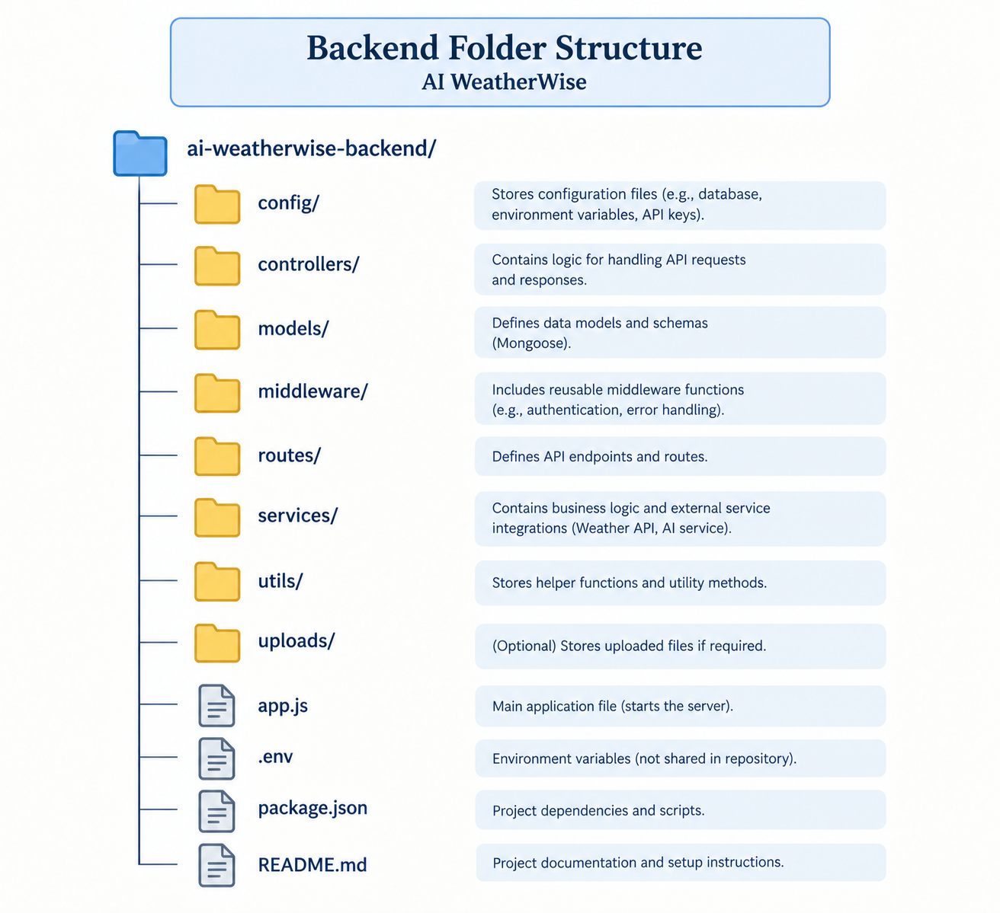 Backend Folder Structure
AI WeatherWise
ai-weatherwise-backend/
config/
Stores configuration files (e.g., database,
environment variables, API keys).
controllers/
Contains logic for handling API requests
and responses.
models/
Defines data models and schemas
(Mongoose).
middleware/
Includes reusable middleware functions
(e.g., authentication, error handling).
routes/
Defines API endpoints and routes.
services/
Contains business logic and external service
integrations (Weather API, AI service).
utils/
Stores helper functions and utility methods.
uploads/
(Optional) Stores uploaded files if required.
app.js
Main application file (starts the server).
.env
Environment variables (not shared in repository).
package.json
Project dependencies and scripts.
README.md
Project documentation and setup instructions.